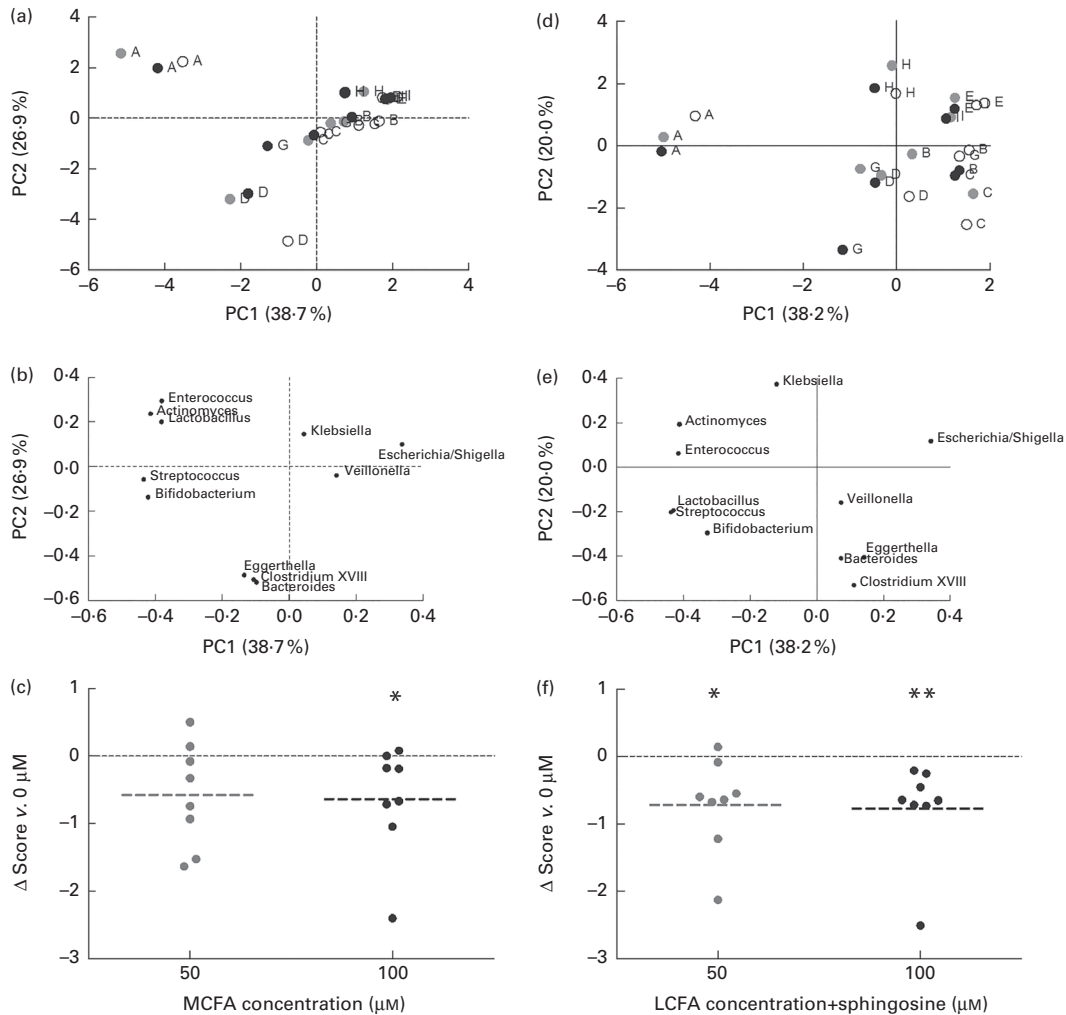 (a)
4
2
0
−2
−4
−6
PC2 (26·9 %)
A
A
A
H
H
B
B
C
C
G
D
D
D
−6
−4
−2
0
2
4
PC1 (38·7 %)
(d)
4
2
0
−2
−4
PC2 (20·0 %)
H
H
H
A
A
A
E
E
E
B
B
B
G
G
G
C
C
C
D
D
D
−6
−4
−2
0
2
PC1 (38·2 %)
(b)
0·4
0·2
0·0
−0·2
−0·4
−0·6
PC2 (26·9 %)
Enterococcus
Actinomyces
Lactobacillus
Klebsiella
Escherichia/Shigella
Veillonella
Streptococcus
Bifidobacterium
Eggerthella
Clostridium XVIII
Bacteroides
−0·6
−0·4
−0·2
0·0
0·2
0·4
PC1 (38·7 %)
(e)
0·4
0·2
0·0
−0·2
−0·4
−0·6
PC2 (20·0 %)
Klebsiella
Actinomyces
Enterococcus
Escherichia/Shigella
Lactobacillus
Streptococcus
Bifidobacterium
Veillonella
Eggerthella
Bacteroides
Clostridium XVIII
−0·6
−0·4
−0·2
0·0
0·2
0·4
PC1 (38·2 %)
(c)
1
0
−1
−2
−3
Δ Score v. 0 μM
*
50
100
MCFA concentration (μM)
(f)
1
0
−1
−2
−3
Δ Score v. 0 μM
*
**
50
100
LCFA concentration+sphingosine (μM)